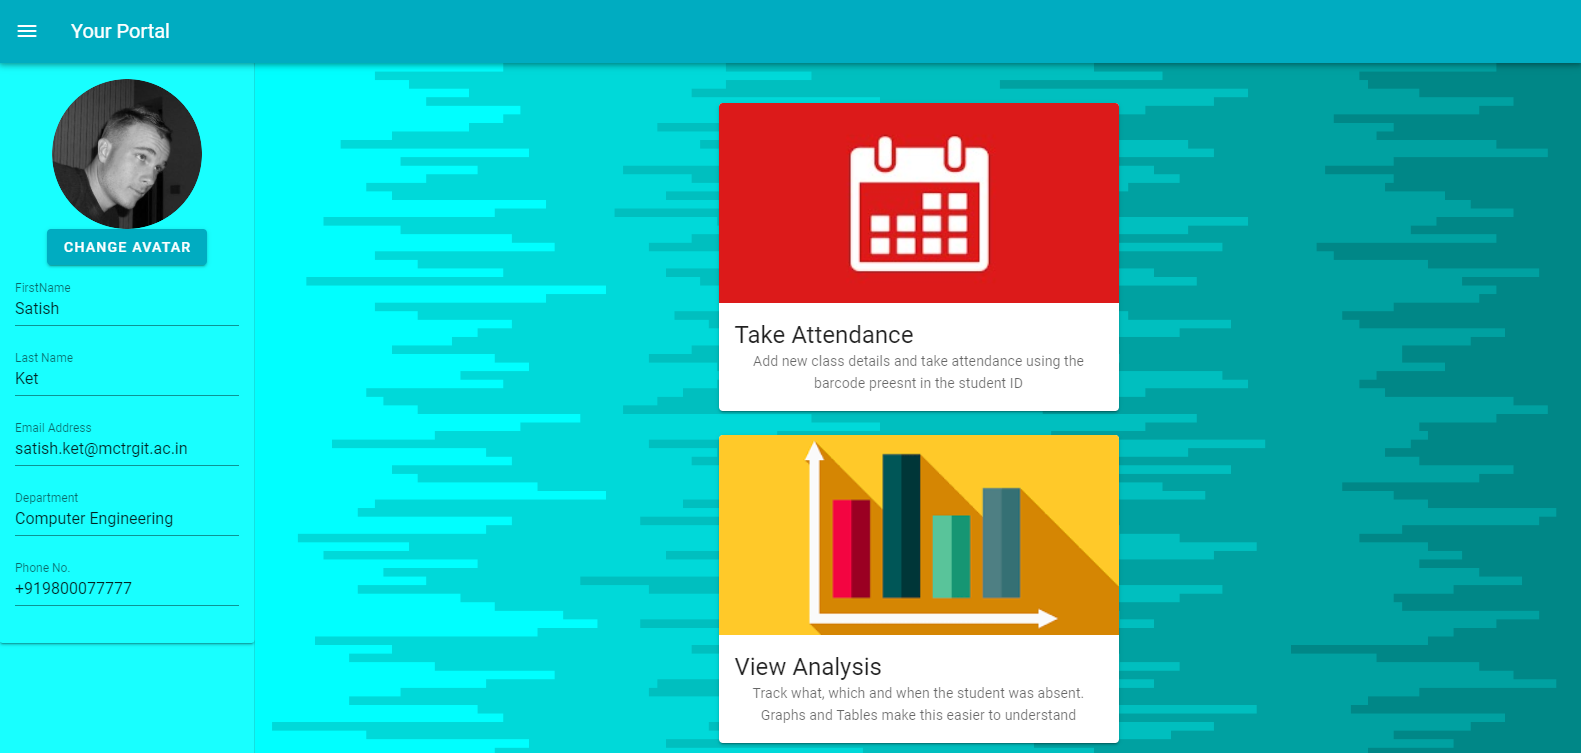 Your Portal
CHANGE AVATAR
FirstName
Satish
Last Name
Ket
Email Address
satish.ket@mctrgit.ac.in
Department
Computer Engineering
Phone No.
+919800077777
Take Attendance
Add new class details and take attendance using the
barcode preesnt in the student ID
View Analysis
Track what, which and when the student was absent.
Graphs and Tables make this easier to understand